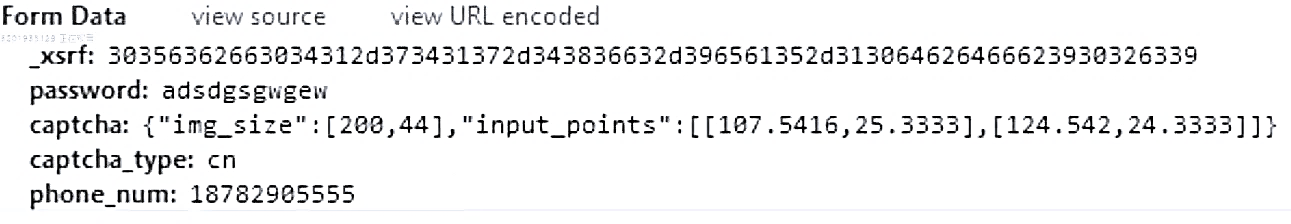 Form Data view source view URL encoded
_xsrf: 30356362663034312d373431372d343836632d396561352d313064626466623930326339
password: adsdgsgwgew
captcha: {"img_size":[200,44],"input_points":[[107.5416,25.3333],[124.542,24.3333]]}
captcha_type: cn
phone_num: 18782905555